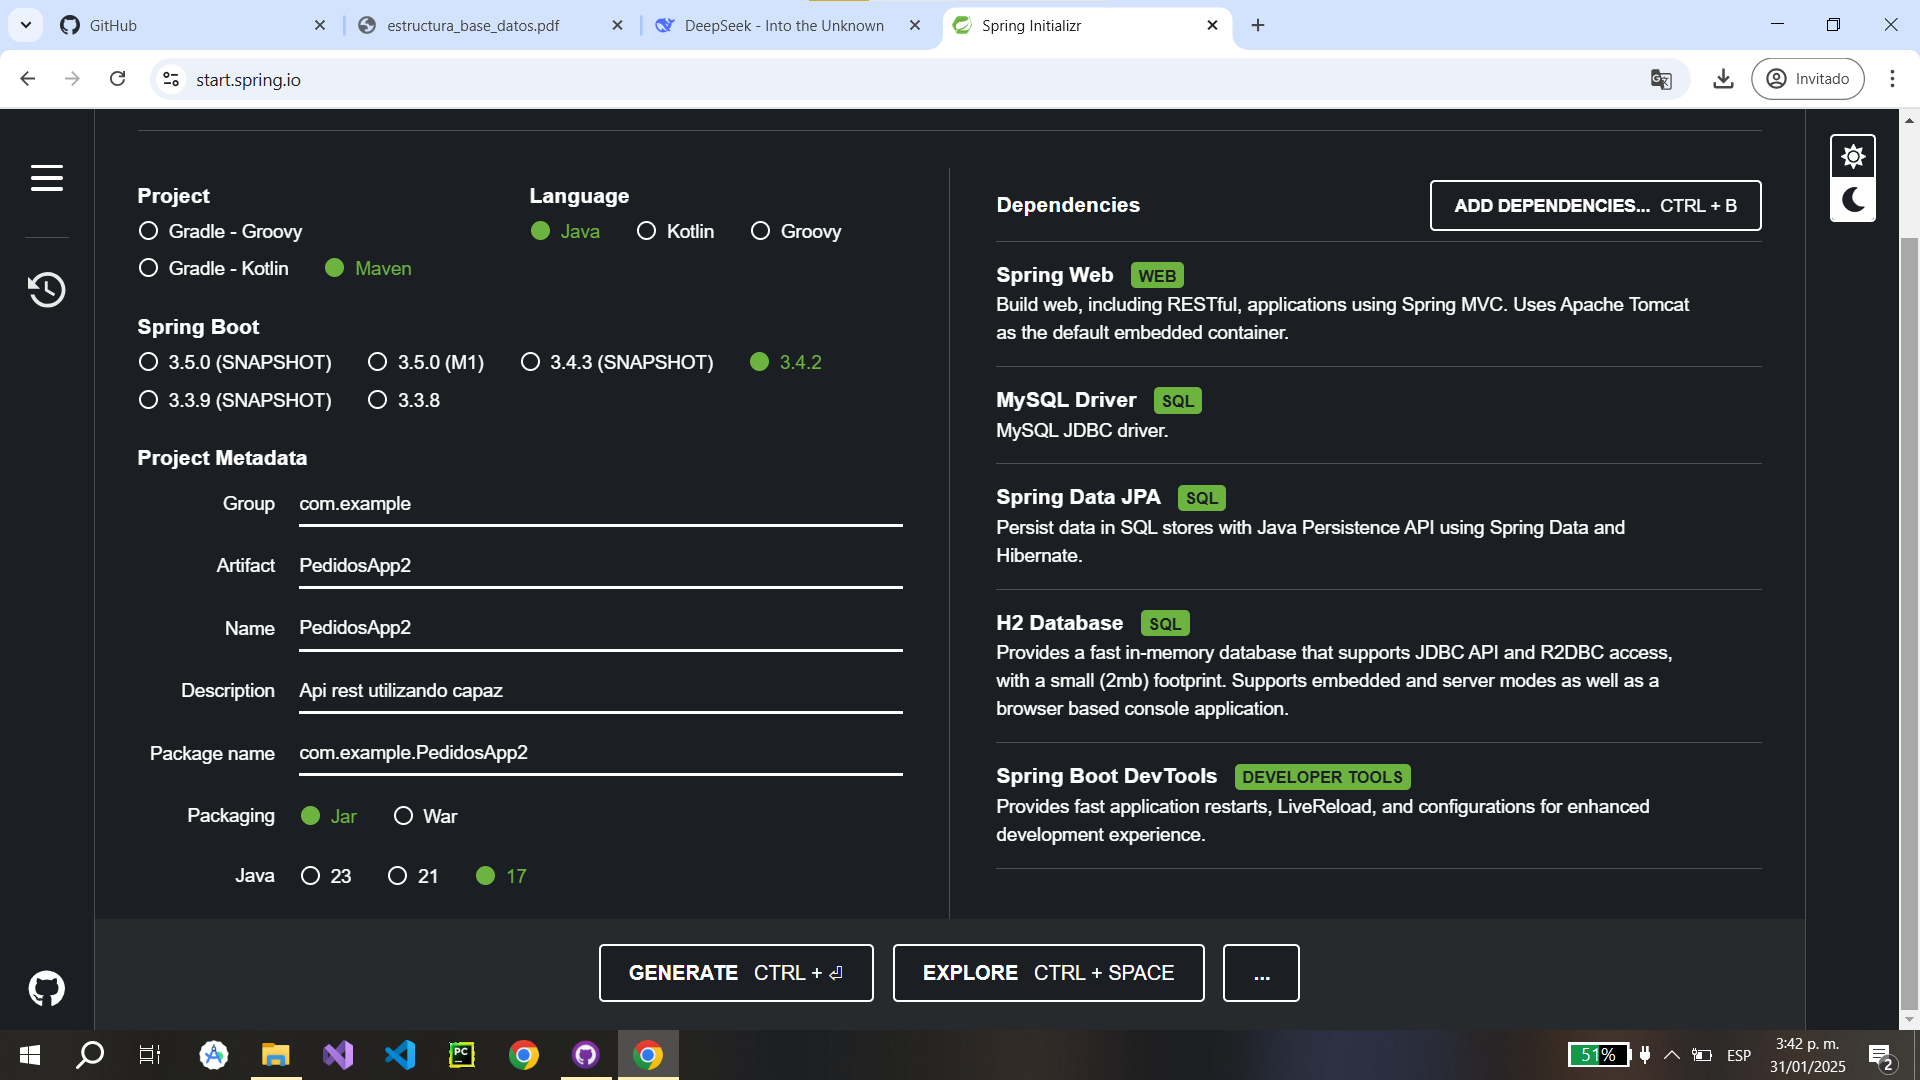 GitHub
estructura_base_datos.pdf
DeepSeek - Into the Unknown
Spring Initializr
start.spring.io
Invitado
Project
Gradle - Groovy
Gradle - Kotlin
Maven
Language
Java
Kotlin
Groovy
Spring Boot
3.5.0 (SNAPSHOT)
3.5.0 (M1)
3.4.3 (SNAPSHOT)
3.4.2
3.3.9 (SNAPSHOT)
3.3.8
Project Metadata
Group com.example
Artifact PedidosApp2
Name PedidosApp2
Description Api rest utilizando capaz
Package name com.example.PedidosApp2
Packaging Jar War
Java 23 21 17
Dependencies
ADD DEPENDENCIES... CTRL + B
Spring Web WEB
Build web, including RESTful, applications using Spring MVC. Uses Apache Tomcat
as the default embedded container.
MySQL Driver SQL
MySQL JDBC driver.
Spring Data JPA SQL
Persist data in SQL stores with Java Persistence API using Spring Data and
Hibernate.
H2 Database SQL
Provides a fast in-memory database that supports JDBC API and R2DBC access,
with a small (2mb) footprint. Supports embedded and server modes as well as a
browser based console application.
Spring Boot DevTools DEVELOPER TOOLS
Provides fast application restarts, LiveReload, and configurations for enhanced
development experience.
GENERATE CTRL + ⏎
EXPLORE CTRL + SPACE
...
PC
51%
ESP
3:42 p. m.
31/01/2025
2